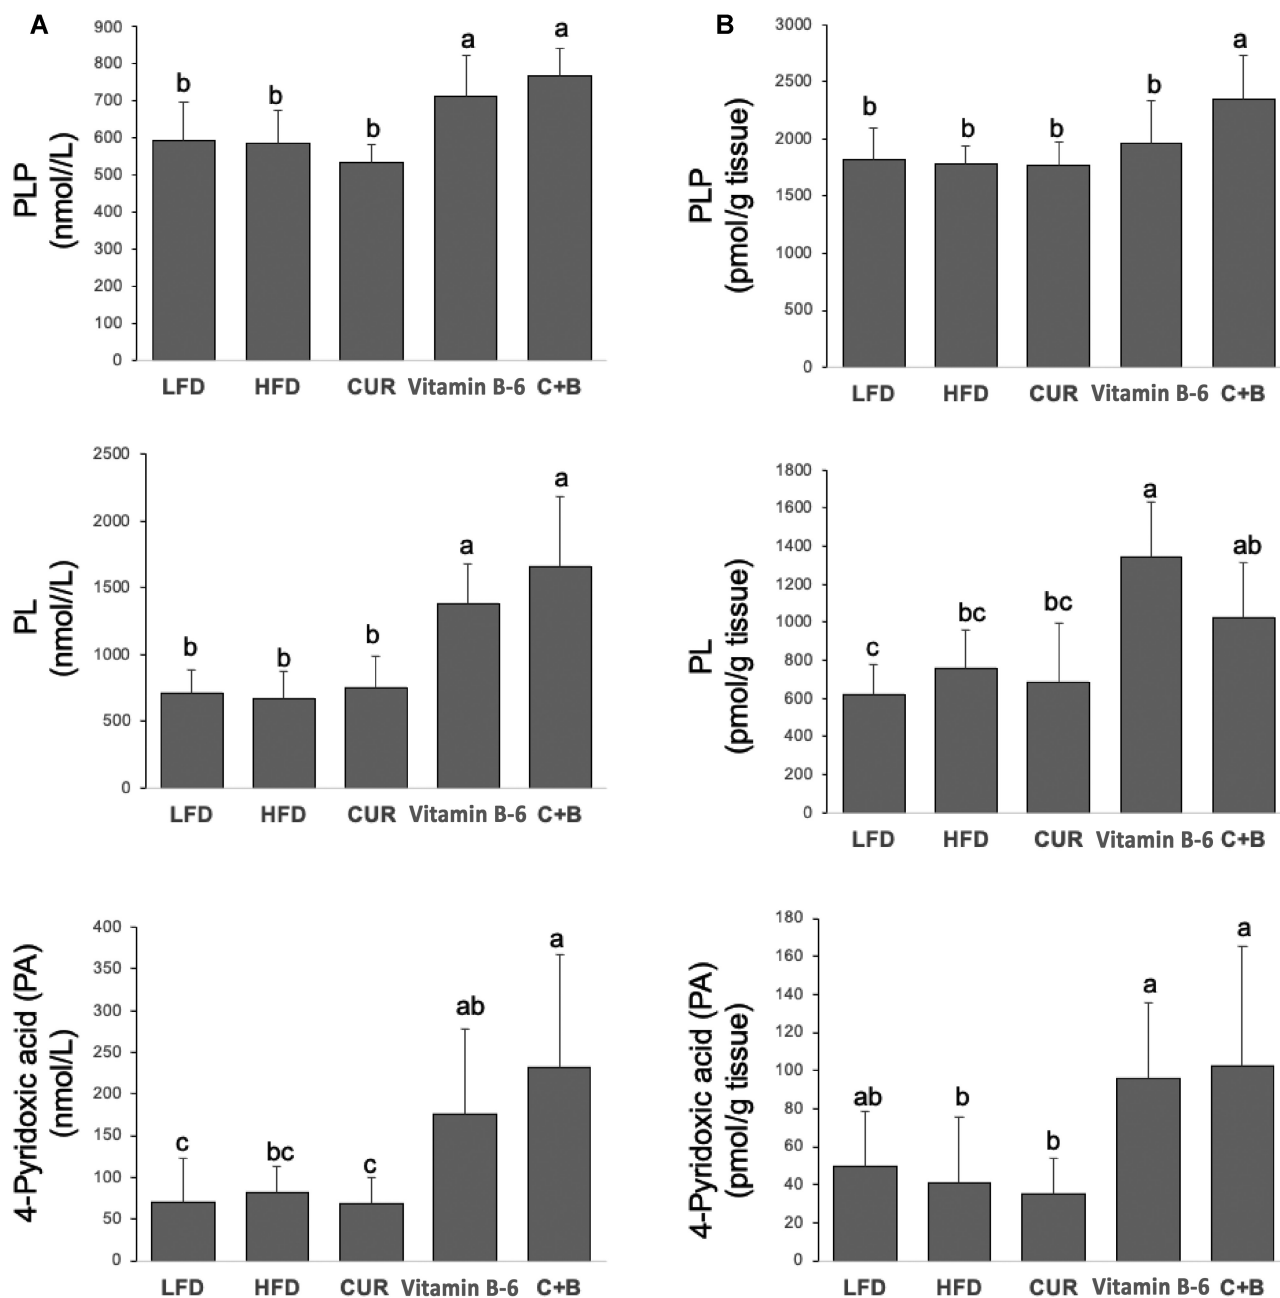 A
PLP
(nmol//L)
900
800
700
600
500
400
300
200
100
0
b
b
b
a
a
LFD HFD CUR Vitamin B-6 C+B
B
PLP
(pmol/g tissue)
3000
2500
2000
1500
1000
500
0
b
b
b
b
a
LFD HFD CUR Vitamin B-6 C+B
PL
(nmol//L)
2500
2000
1500
1000
500
0
b
b
b
a
a
LFD HFD CUR Vitamin B-6 C+B
PL
(pmol/g tissue)
1800
1600
1400
1200
1000
800
600
400
200
0
c
bc
bc
a
ab
LFD HFD CUR Vitamin B-6 C+B
4-Pyridoxic acid (PA)
(nmol/L)
400
350
300
250
200
150
100
50
0
c
bc
c
ab
a
LFD HFD CUR Vitamin B-6 C+B
4-Pyridoxic acid (PA)
(pmol/g tissue)
180
160
140
120
100
80
60
40
20
0
ab
b
b
a
a
LFD HFD CUR Vitamin B-6 C+B